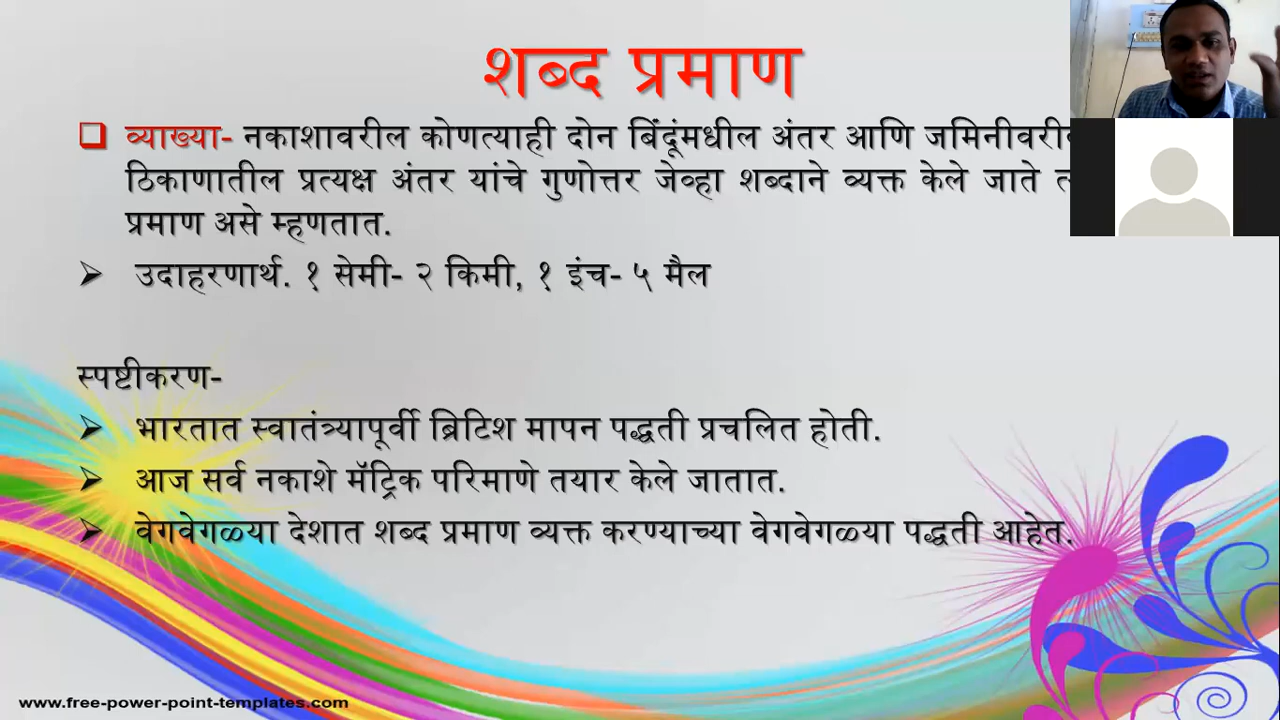 शब्द प्रमाण
व्याख्या- नकाशावरील कोणत्याही दोन बिंदूंमधील अंतर आणि
ठिकाणातील प्रत्यक्ष अंतर यांचे गुणोत्तर जेव्हा शब्दाने व्यक्त केले जाते
प्रमाण असे म्हणतात.
उदाहरणार्थ. १ सेमी- २ किमी, १ इंच- ५ मैल
स्पष्टीकरण-
भारतात स्वातंत्र्यापूर्वी ब्रिटिश मापन पद्धती प्रचलित होती.
आज सर्व नकाशे मॅट्रिक परिमाणे तयार केले जातात.
वेगवेगळ्या देशात शब्द प्रमाण व्यक्त करण्याच्या वेगवेगळ्या पद्धती आहेत.
www.free-power-point-templates.com